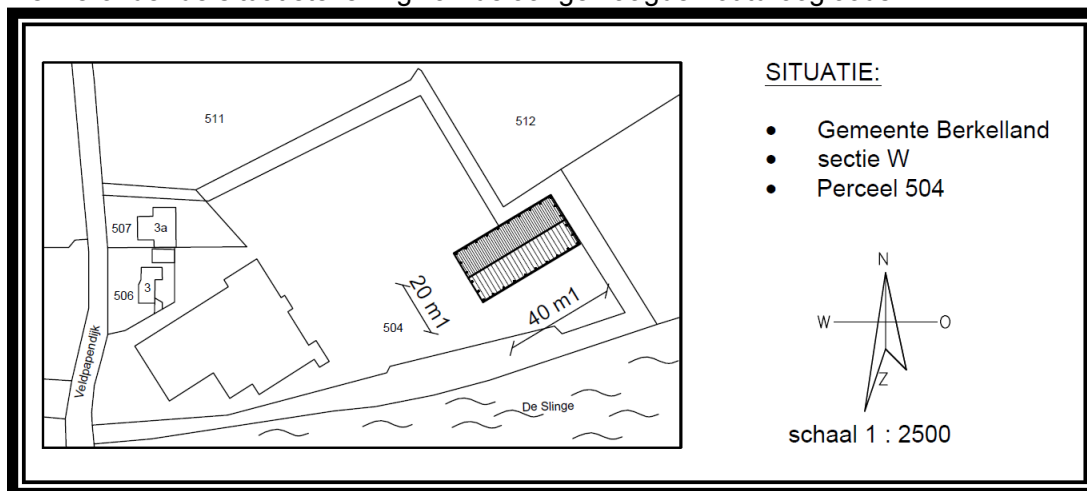 SITUATIE:
• Gemeente Berkelland
• sectie W
• Perceel 504
511
512
507
3a
3
506
504
20 m1
40 m1
Veldpapendijk
De Slinge
N
W
O
Z
schaal 1 : 2500